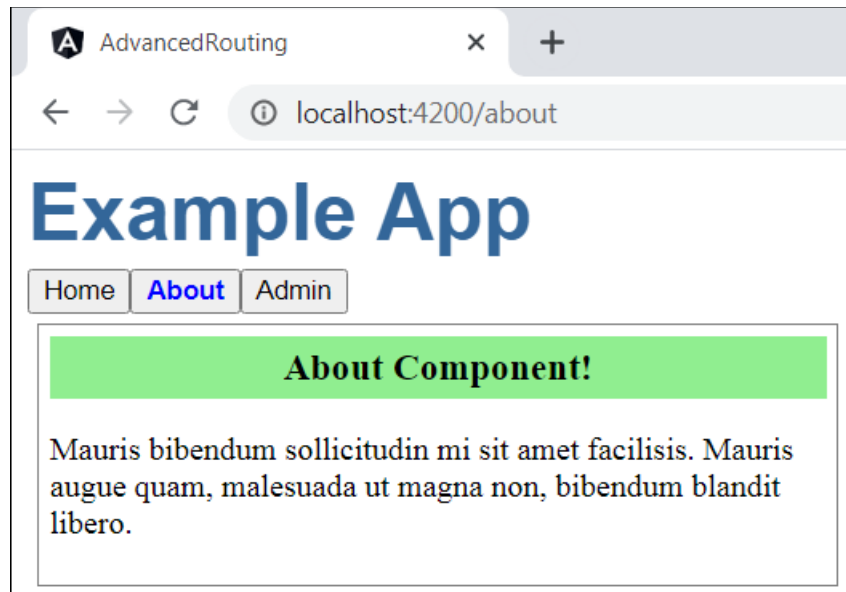 AdvancedRouting
localhost:4200/about
Example App
Home About Admin
About Component!
Mauris bibendum sollicitudin mi sit amet facilisis. Mauris
augue quam, malesuada ut magna non, bibendum blandit
libero.